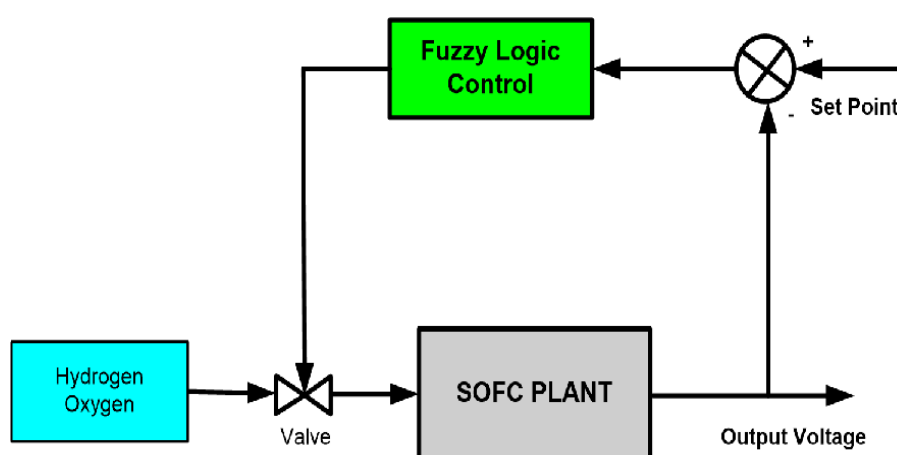 Fuzzy Logic
Control
+
Set Point
-
Hydrogen
Oxygen
Valve
SOFC PLANT
Output Voltage